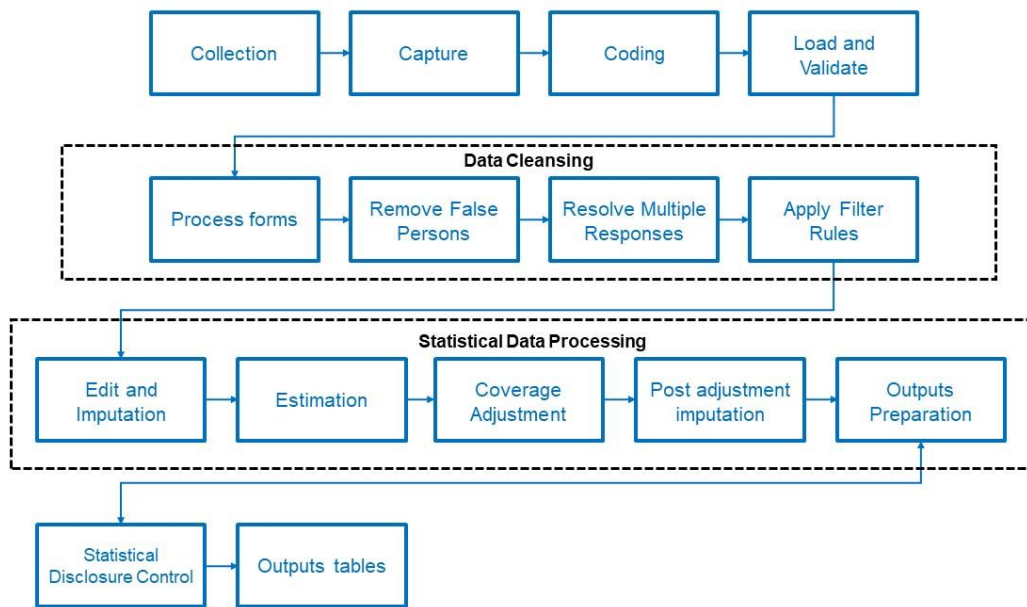 Collection
Capture
Coding
Load and
Validate
Data Cleansing
Process forms
Remove False
Persons
Resolve Multiple
Responses
Apply Filter
Rules
Statistical Data Processing
Edit and
Imputation
Estimation
Coverage
Adjustment
Post adjustment
imputation
Outputs
Preparation
Statistical
Disclosure Control
Outputs tables